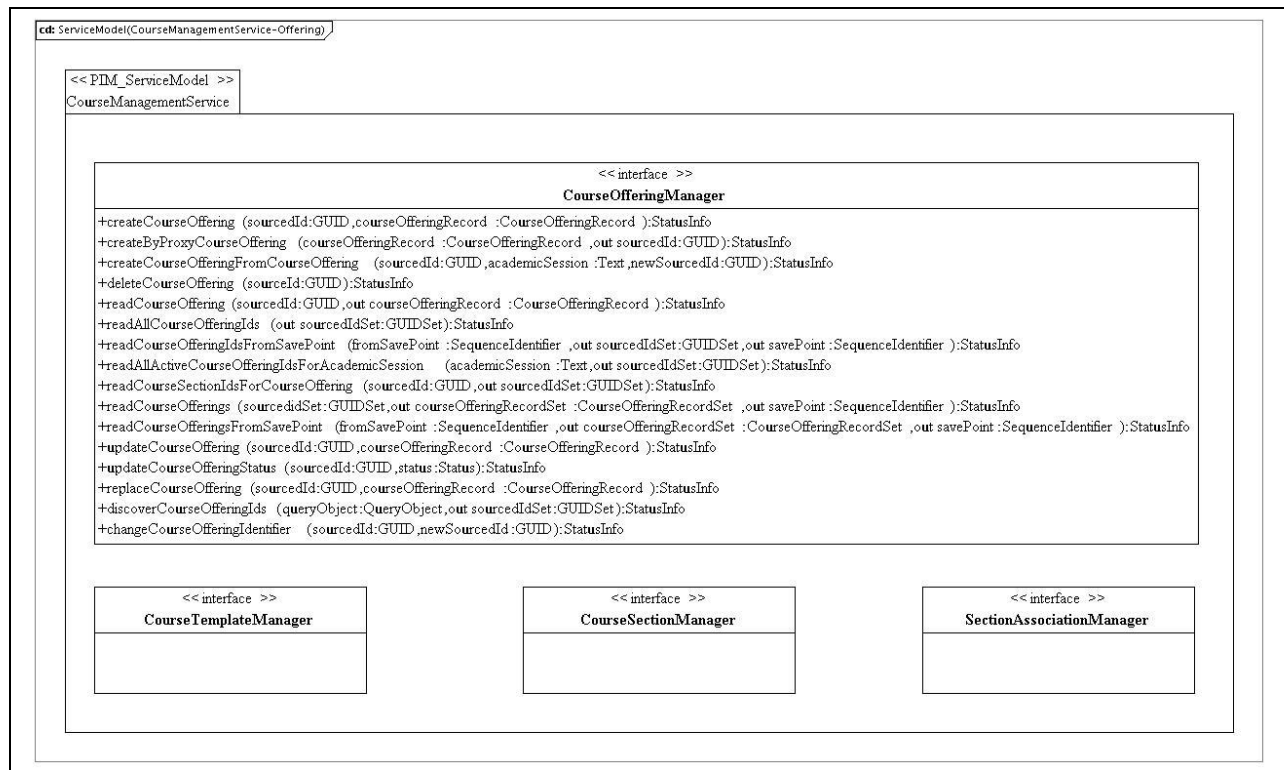 cd: ServiceModel(CourseManagementService-Offering)
<< PIM_ServiceModel >>
CourseManagementService
<< interface >>
CourseOfferingManager
+createCourseOffering (sourcedId:GUID,courseOfferingRecord :CourseOfferingRecord ):StatusInfo
+createByProxyCourseOffering (courseOfferingRecord :CourseOfferingRecord ,out sourcedId:GUID):StatusInfo
+createCourseOfferingFromCourseOffering (sourcedId:GUID,academicSession :Text,newSourcedId:GUID):StatusInfo
+deleteCourseOffering (sourceId:GUID):StatusInfo
+readCourseOffering (sourcedId:GUID,out courseOfferingRecord :CourseOfferingRecord ):StatusInfo
+readAllCourseOfferingIds (out sourcedIdSet:GUIDSet):StatusInfo
+readCourseOfferingIdsFromSavePoint (fromSavePoint :SequenceIdentifier ,out sourcedIdSet:GUIDSet,out savePoint :SequenceIdentifier ):StatusInfo
+readAllActiveCourseOfferingIdsForAcademicSession (academicSession :Text,out sourcedIdSet:GUIDSet):StatusInfo
+readCourseSectionIdsForCourseOffering (sourcedId:GUID,out sourcedIdSet:GUIDSet):StatusInfo
+readCourseOfferings (sourcedidSet:GUIDSet,out courseOfferingRecordSet :CourseOfferingRecordSet ,out savePoint :SequenceIdentifier ):StatusInfo
+readCourseOfferingsFromSavePoint (fromSavePoint :SequenceIdentifier ,out courseOfferingRecordSet :CourseOfferingRecordSet ,out savePoint :SequenceIdentifier ):StatusInfo
+updateCourseOffering (sourcedId:GUID,courseOfferingRecord :CourseOfferingRecord ):StatusInfo
+updateCourseOfferingStatus (sourcedId:GUID,status:Status):StatusInfo
+replaceCourseOffering (sourcedId:GUID,courseOfferingRecord :CourseOfferingRecord ):StatusInfo
+discoverCourseOfferingIds (queryObject:QueryObject,out sourcedIdSet:GUIDSet):StatusInfo
+changeCourseOfferingIdentifier (sourcedId:GUID,newSourcedId:GUID):StatusInfo
<< interface >>
CourseTemplateManager
<< interface >>
CourseSectionManager
<< interface >>
SectionAssociationManager